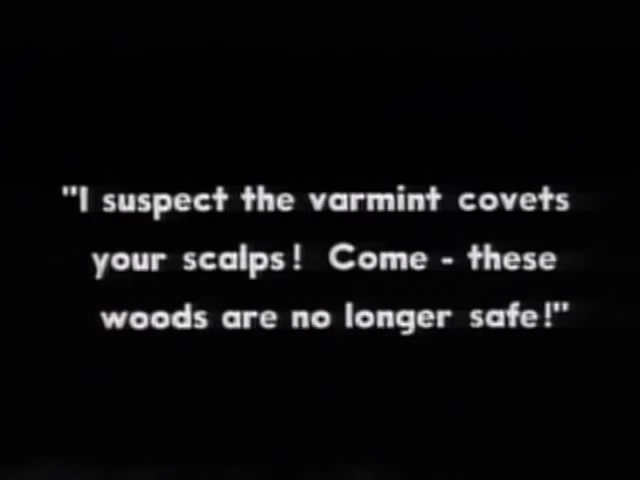 "I suspect the varmint covets
your scalps! Come - these
woods are no longer safe!"